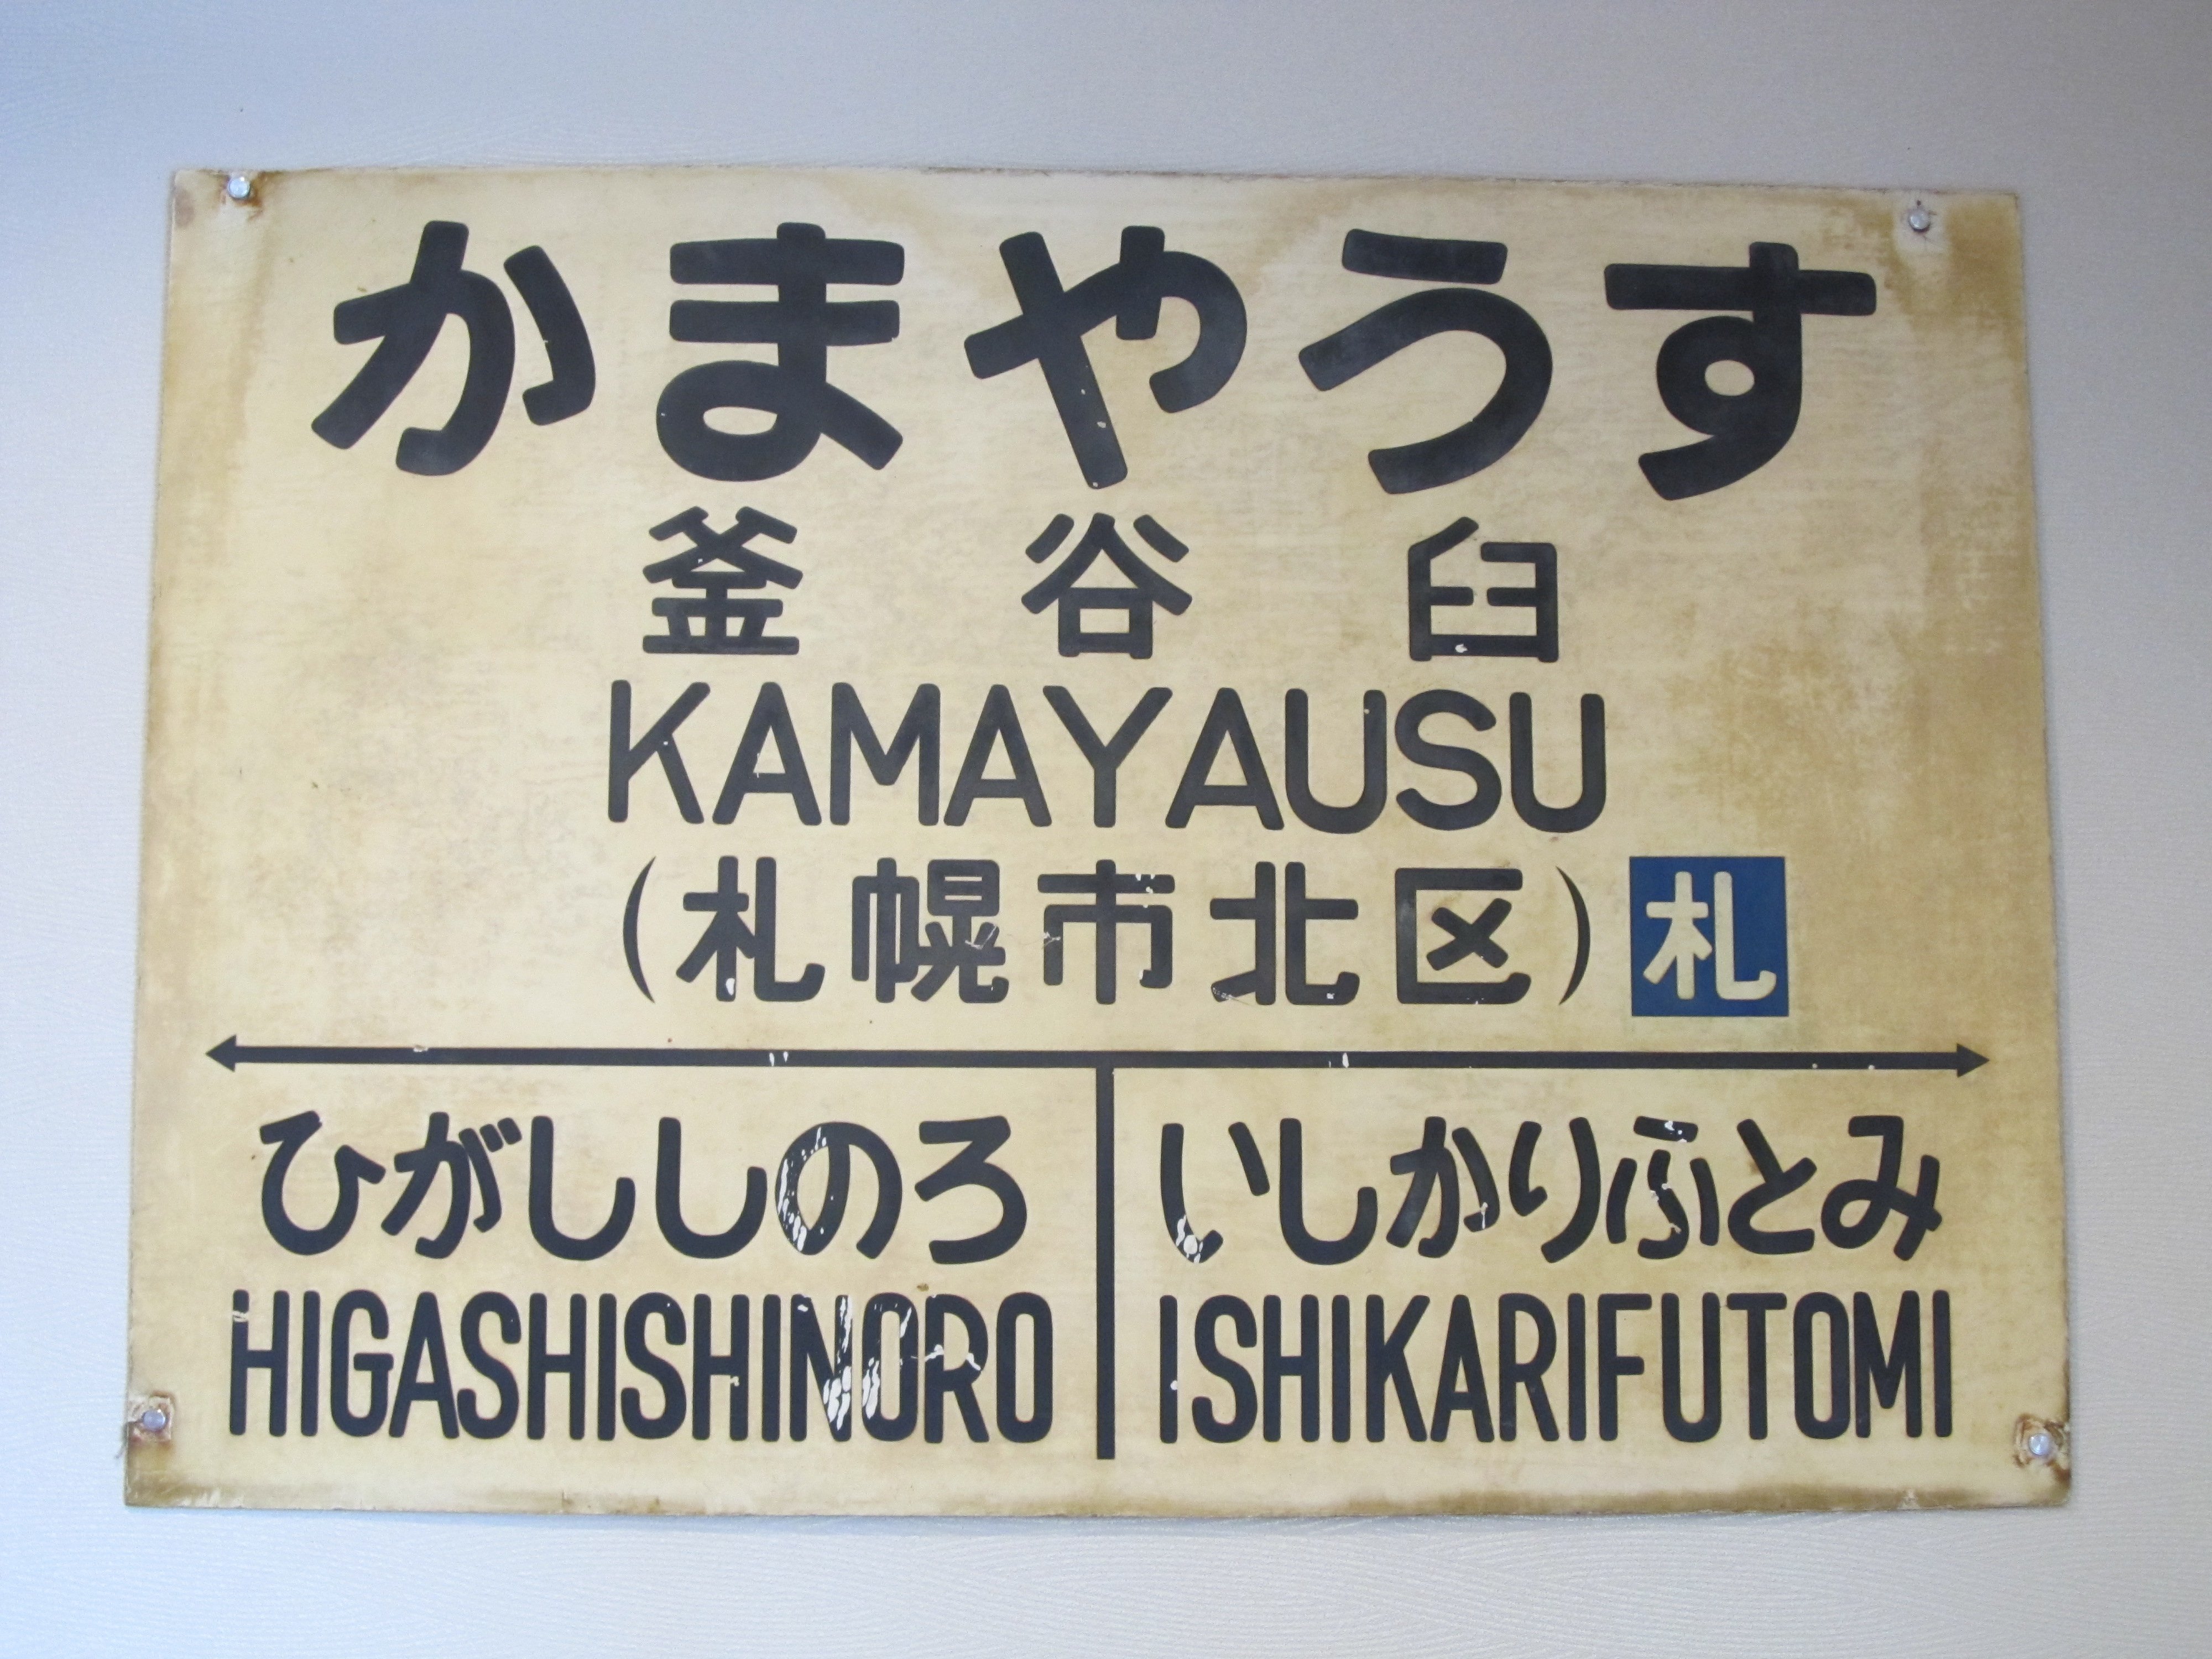 かまやうす
釜谷臼
KAMAYAUSU
(札幌市北区) 札
ひがししのろ
HIGASHISHINORO
いしかりふとみ
ISHIKARIFUTOMI